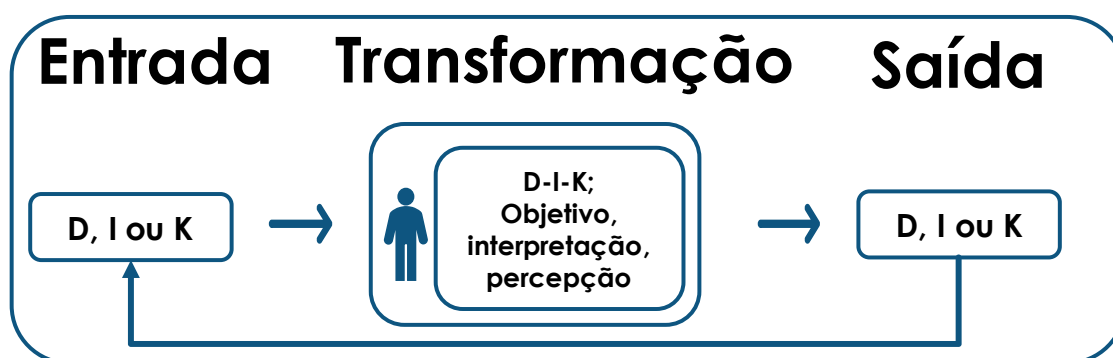 Entrada Transformação Saída
D, I ou K
D-I-K;
Objetivo,
interpretação,
percepção
D, I ou K